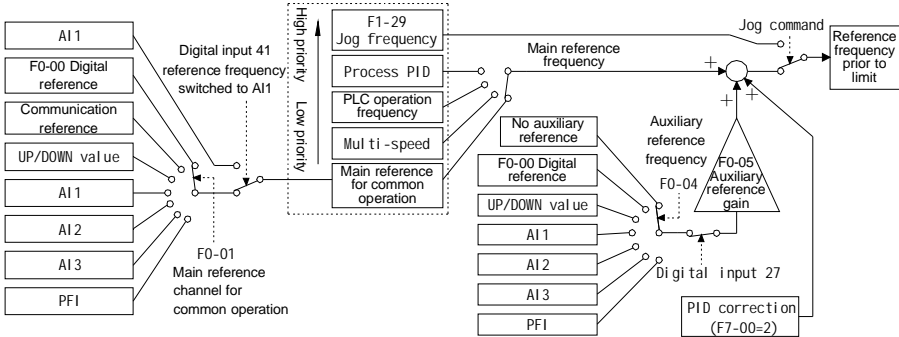 AI1
F0-00 Digital
reference
Communication
reference
UP/DOWN value
AI1
AI2
AI3
PFI
Digital input 41
reference frequency
switched to AI1
F0-01
Main reference
channel for
common operation
High priority
Low priority
F1-29
Jog frequency
Process PID
PLC operation
frequency
Multi-speed
Main reference
for common
operation
Main reference
frequency
Jog command
Reference
frequency
prior to
limit
+
+
+
No auxiliary
reference
F0-00 Digital
reference
UP/DOWN value
AI1
AI2
AI3
PFI
Auxiliary
reference
frequency
F0-04
F0-05
Auxiliary
reference
gain
Digital input 27
PID correction
(F7-00=2)